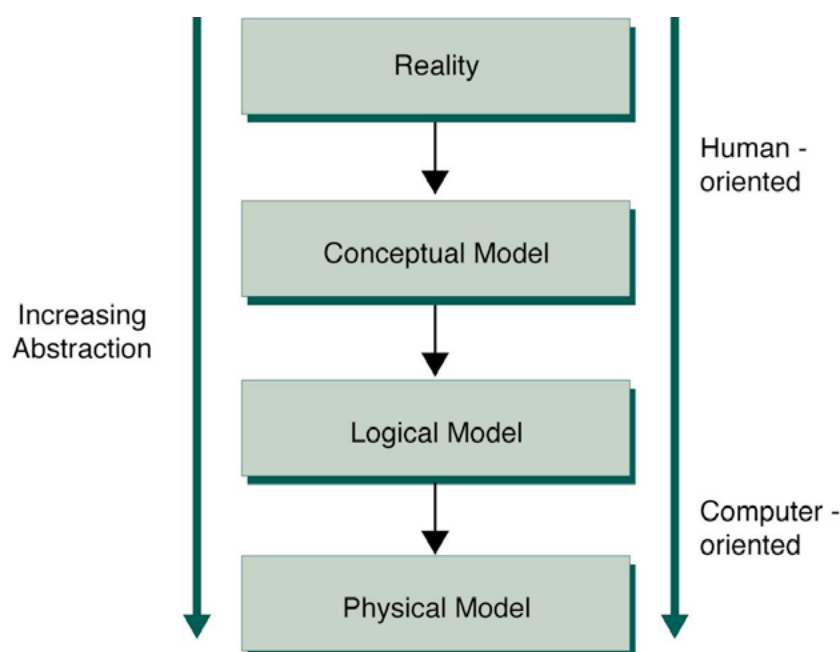 Reality
Human -
oriented
Conceptual Model
Increasing
Abstraction
Logical Model
Computer -
oriented
Physical Model